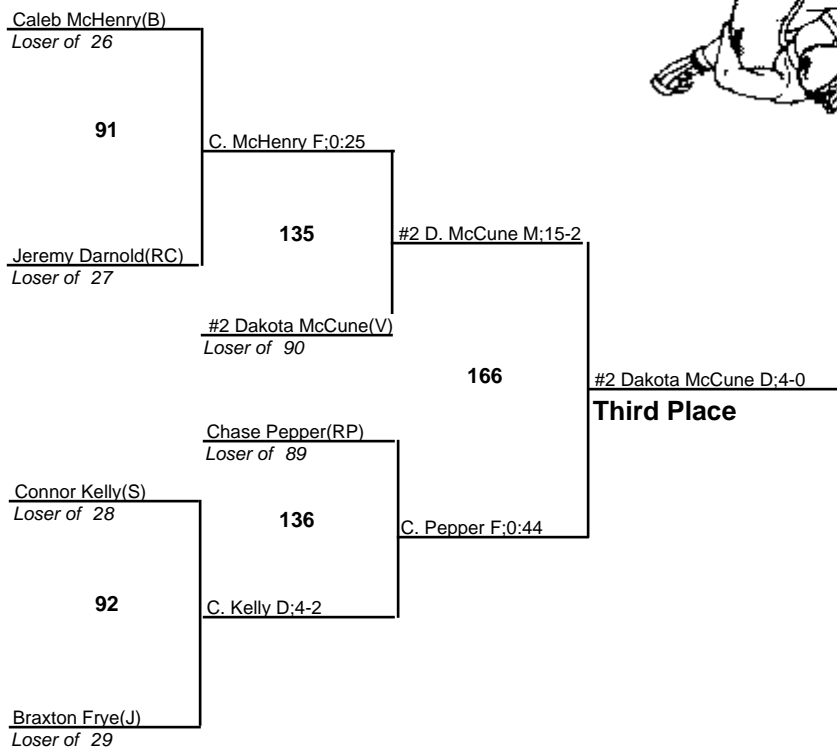 Caleb McHenry(B)
Loser of 26
91
C. McHenry F;0:25
135
#2 D. McCune M;15-2
Jeremy Darnold(RC)
Loser of 27
#2 Dakota McCune(V)
Loser of 90
166
#2 Dakota McCune D;4-0
Third Place
Chase Pepper(RP)
Loser of 89
Connor Kelly(S)
Loser of 28
136
C. Pepper F;0:44
92
C. Kelly D;4-2
Braxton Frye(J)
Loser of 29